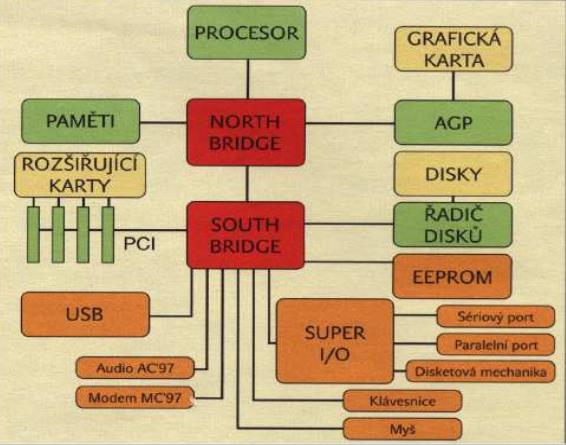 PROCESOR
GRAFICKÁ
KARTA
PAMĚTI
NORTH
BRIDGE
AGP
ROZŠIŘUJÍCÍ
KARTY
DISKY
PCI
SOUTH
BRIDGE
ŘADIČ
DISKŮ
EEPROM
USB
SUPER
I/O
Sériový port
Paralelní port
Disketová mechanika
Audio AC'97
Modem MC'97
Klávesnice
Myš